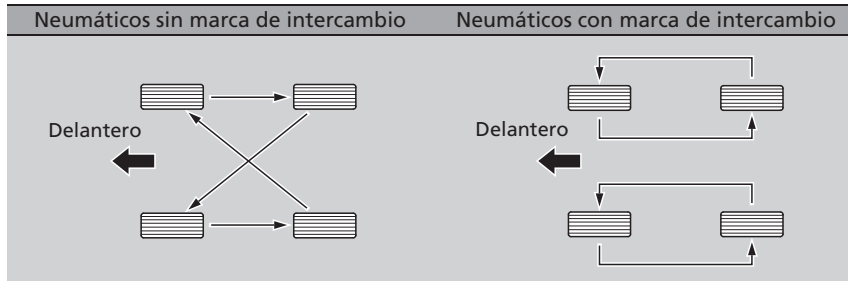 Neumáticos sin marca de intercambio
Neumáticos con marca de intercambio
Delantero
Delantero